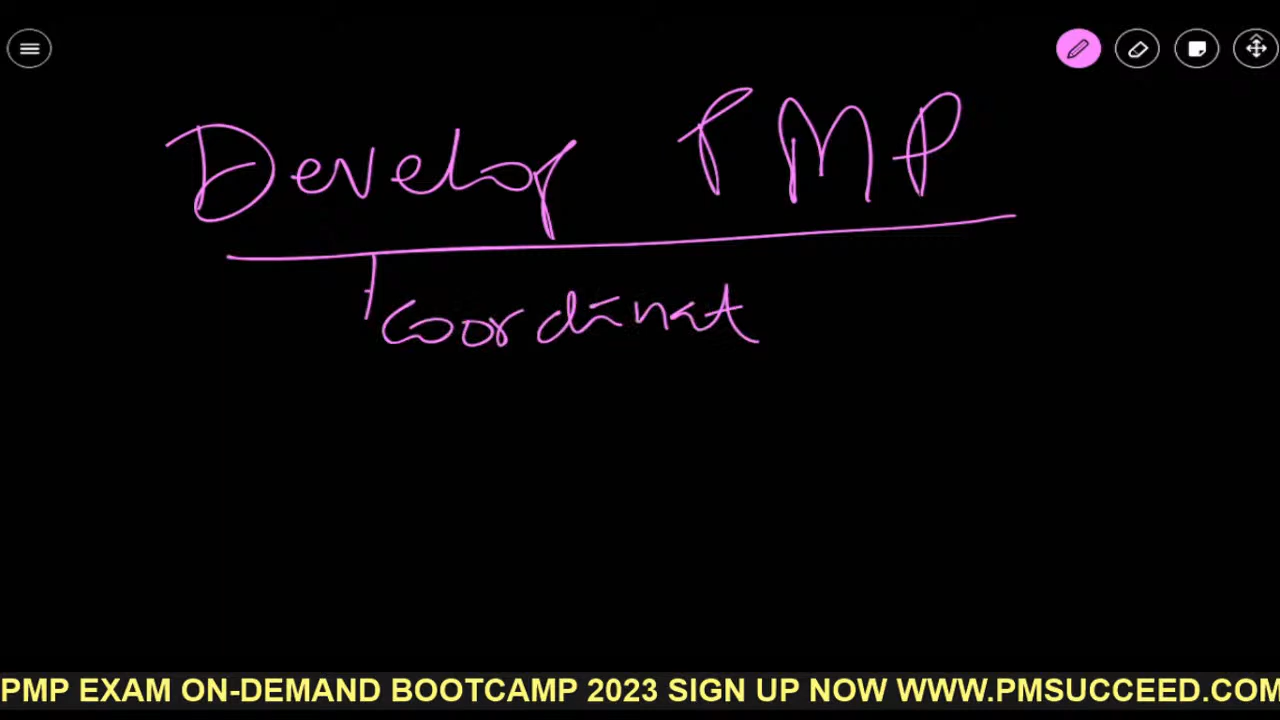 Develop PMP
Coordinat
PMP EXAM ON-DEMAND BOOTCAMP 2023 SIGN UP NOW WWW.PMSUCCEED.COM